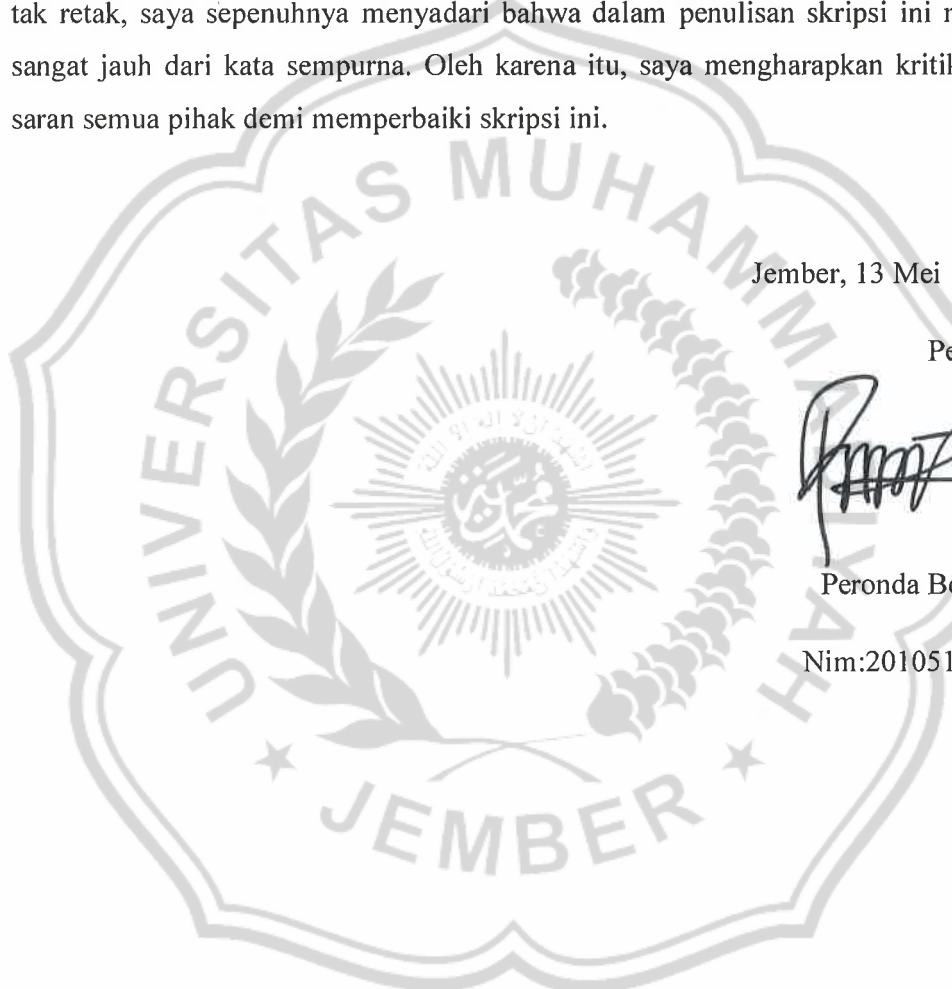 tak retak, saya sepenuhnya menyadari bahwa dalam penulisan skripsi ini
sangat jauh dari kata sempurna. Oleh karena itu, saya mengharapkan kritik
saran semua pihak demi memperbaiki skripsi ini.
UNIVERSITAS MUHAMMADIYAH
JEMBER
Jember, 13 Mei
Pe
Peronda Be
Nim:201051